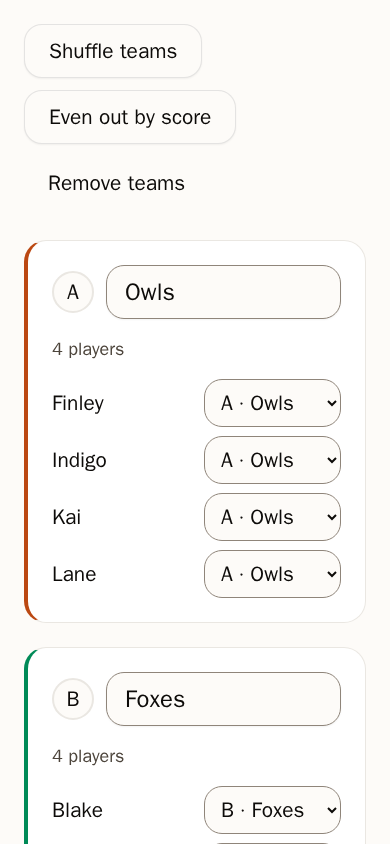 Shuffle teams
Even out by score
Remove teams
A Owls
4 players
Finley A · Owls
Indigo A · Owls
Kai A · Owls
Lane A · Owls
B Foxes
4 players
Blake B · Foxes